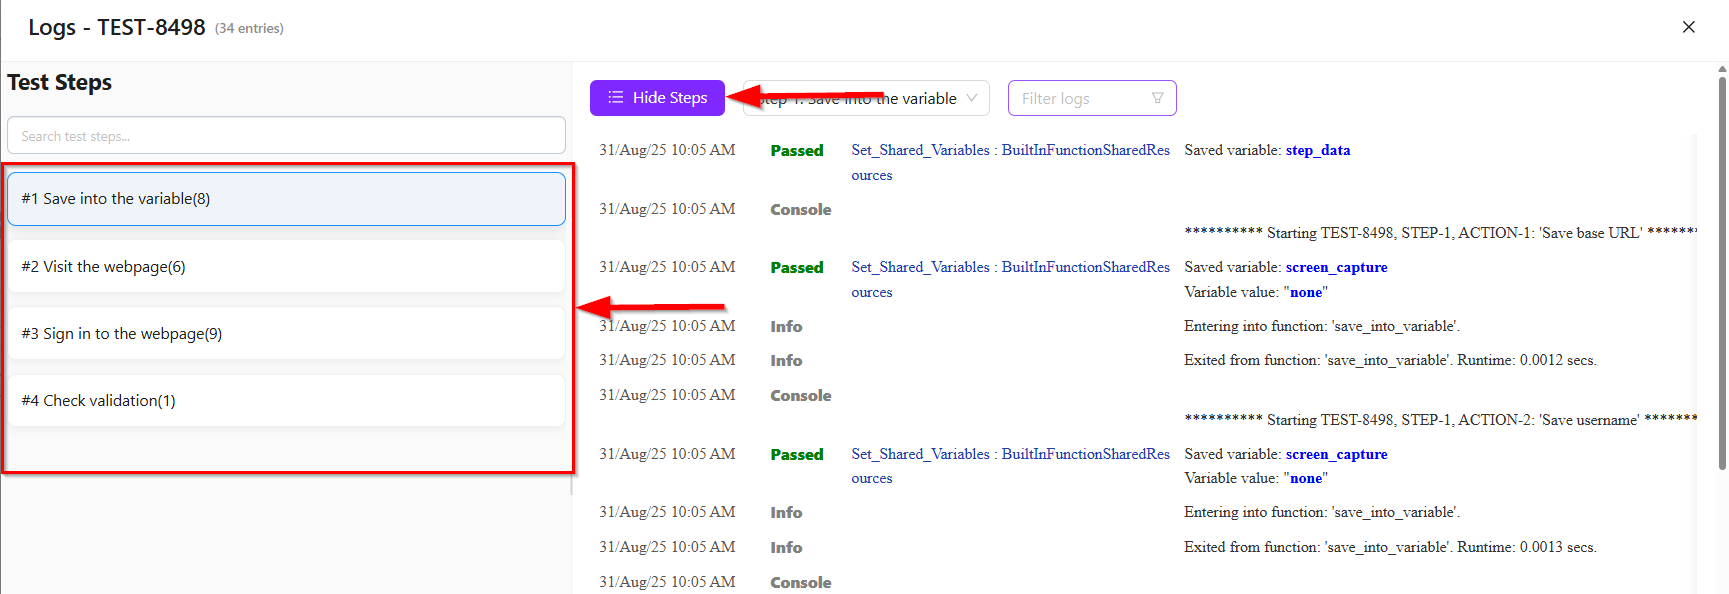 Logs - TEST-8498 (34 entries)
Test Steps
Search test steps...
#1 Save into the variable(8)
#2 Visit the webpage(6)
#3 Sign in to the webpage(9)
#4 Check validation(1)
Hide Steps
Step 1: Save into the variable
Filter logs
31/Aug/25 10:05 AM Passed Set_Shared_Variables : BuiltInFunctionSharedRes Saved variable: step_data
ources
31/Aug/25 10:05 AM Console
********** Starting TEST-8498, STEP-1, ACTION-1: 'Save base URL' *******
31/Aug/25 10:05 AM Passed Set_Shared_Variables : BuiltInFunctionSharedRes Saved variable: screen_capture
ources Variable value: "none"
31/Aug/25 10:05 AM Info Entering into function: 'save_into_variable'.
31/Aug/25 10:05 AM Info Exited from function: 'save_into_variable'. Runtime: 0.0012 secs.
31/Aug/25 10:05 AM Console
********** Starting TEST-8498, STEP-1, ACTION-2: 'Save username' *******
31/Aug/25 10:05 AM Passed Set_Shared_Variables : BuiltInFunctionSharedRes Saved variable: screen_capture
ources Variable value: "none"
31/Aug/25 10:05 AM Info Entering into function: 'save_into_variable'.
31/Aug/25 10:05 AM Info Exited from function: 'save_into_variable'. Runtime: 0.0013 secs.
31/Aug/25 10:05 AM Console